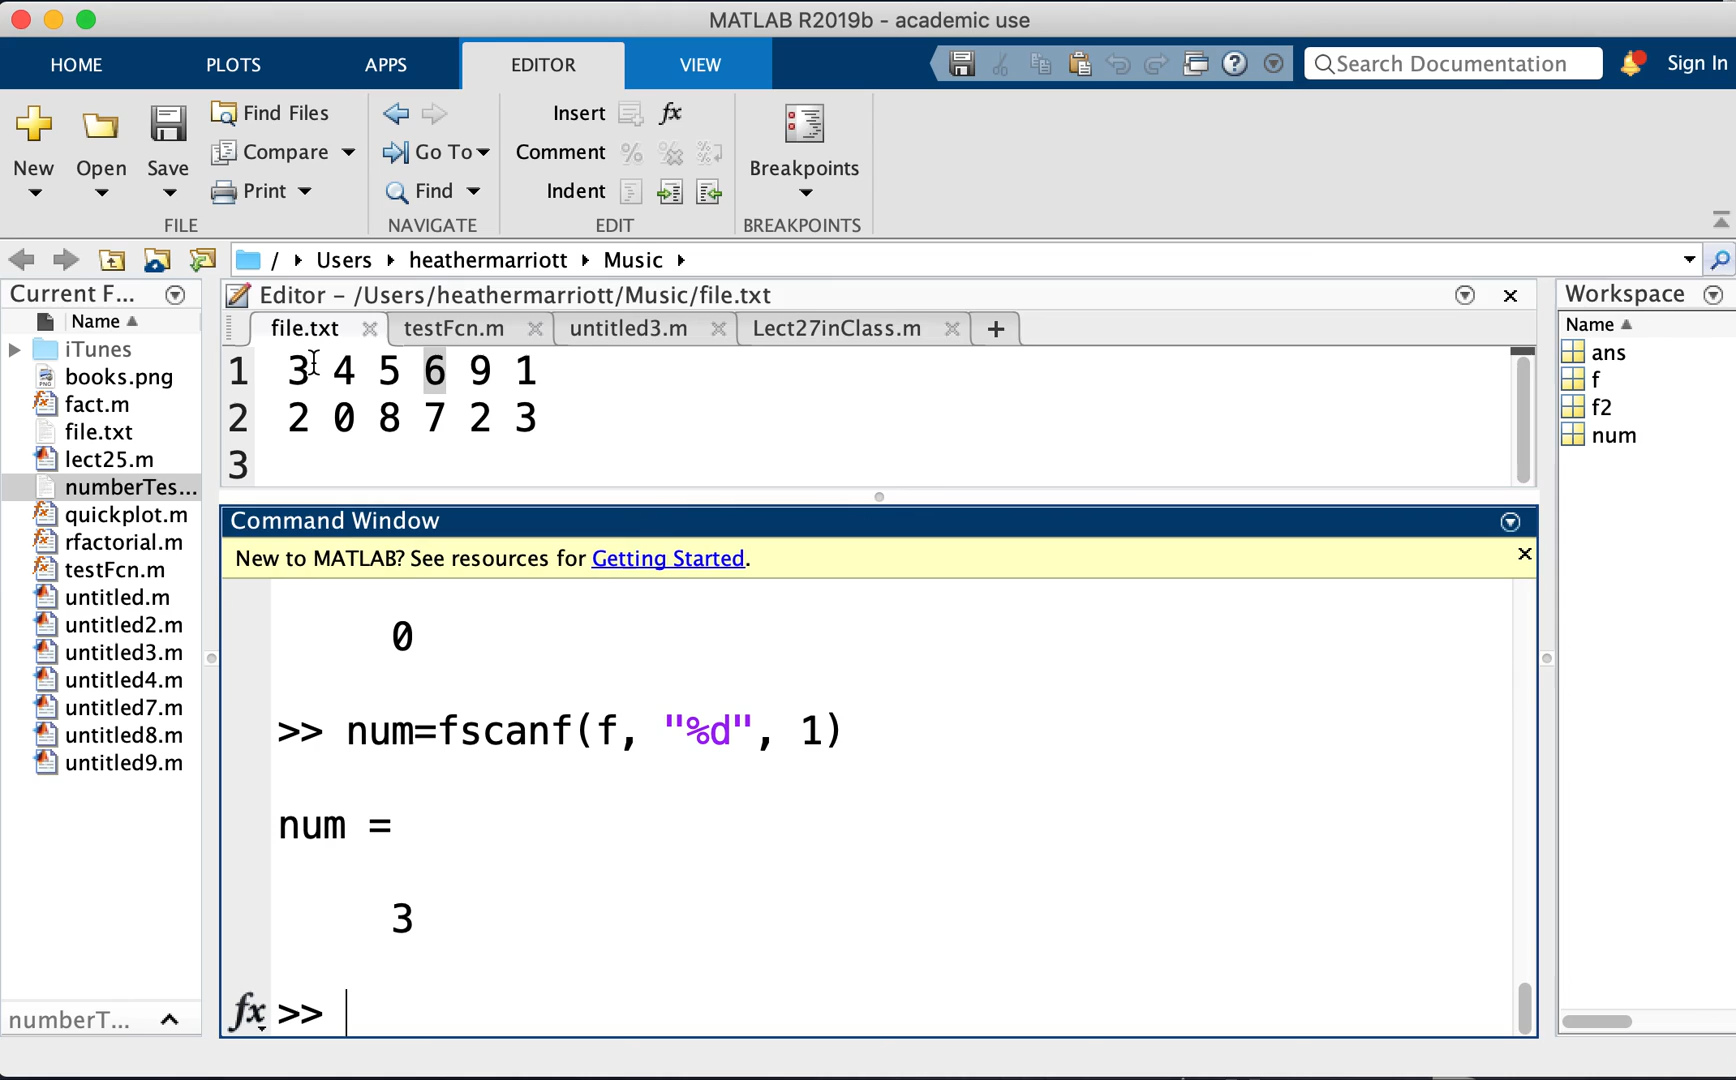 MATLAB R2019b - academic use
HOME PLOTS APPS EDITOR VIEW Search Documentation Sign In
New Open Save Find Files Compare Print FILE
Go To Find NAVIGATE
Insert fx Comment Indent EDIT
Breakpoints BREAKPOINTS
/ Users heathermarriott Music
Current F...
Name
iTunes
books.png
fact.m
file.txt
lect25.m
numberTes...
quickplot.m
rfactorial.m
testFcn.m
untitled.m
untitled2.m
untitled3.m
untitled4.m
untitled7.m
untitled8.m
untitled9.m
numberT...
Editor - /Users/heathermarriott/Music/file.txt
file.txt testFcn.m untitled3.m Lect27inClass.m +
1 3 4 5 6 9 1
2 2 0 8 7 2 3
3
Command Window
New to MATLAB? See resources for Getting Started.
0
>> num=fscanf(f, "%d", 1)
num =
3
fx >>
Workspace
Name
ans
f
f2
num